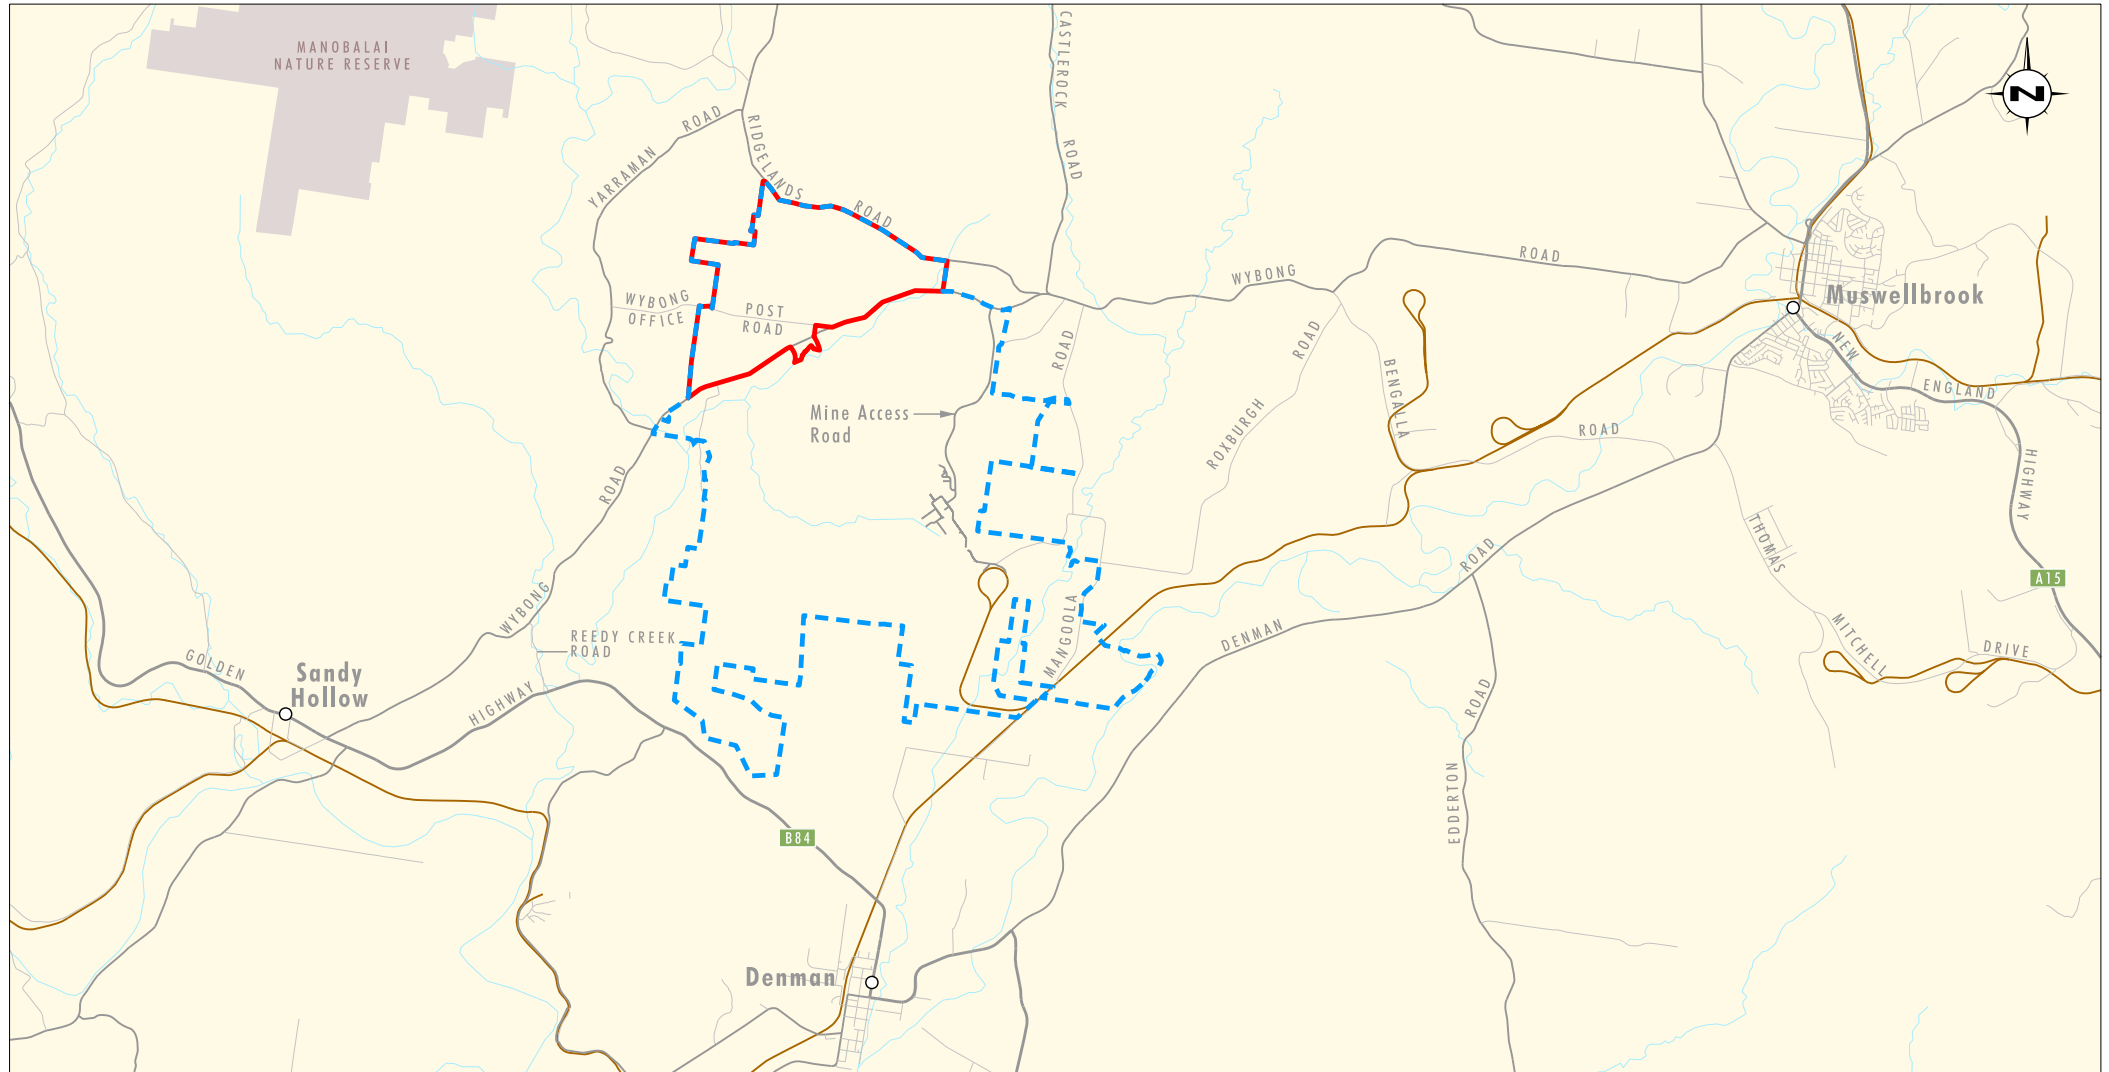 MANOBALAI
NATURE RESERVE
CASTLEROCK
ROAD
N
YARRAMAN
ROAD
RIDGELANDS
ROAD
WYBONG
OFFICE
POST
ROAD
WYBONG
ROAD
Muswellbrook
NEW
ENGLAND
HIGHWAY
A15
ROAD
ROXBURGH
ROAD
BENGALLA
ROAD
Mine Access
Road
ROAD
WYBONG
REEDY CREEK
ROAD
MANGOOLA
DENMAN
ROAD
THOMAS
MITCHELL
DRIVE
GOLDEN
HIGHWAY
Sandy
Hollow
B84
EDDERTON
ROAD
Denman